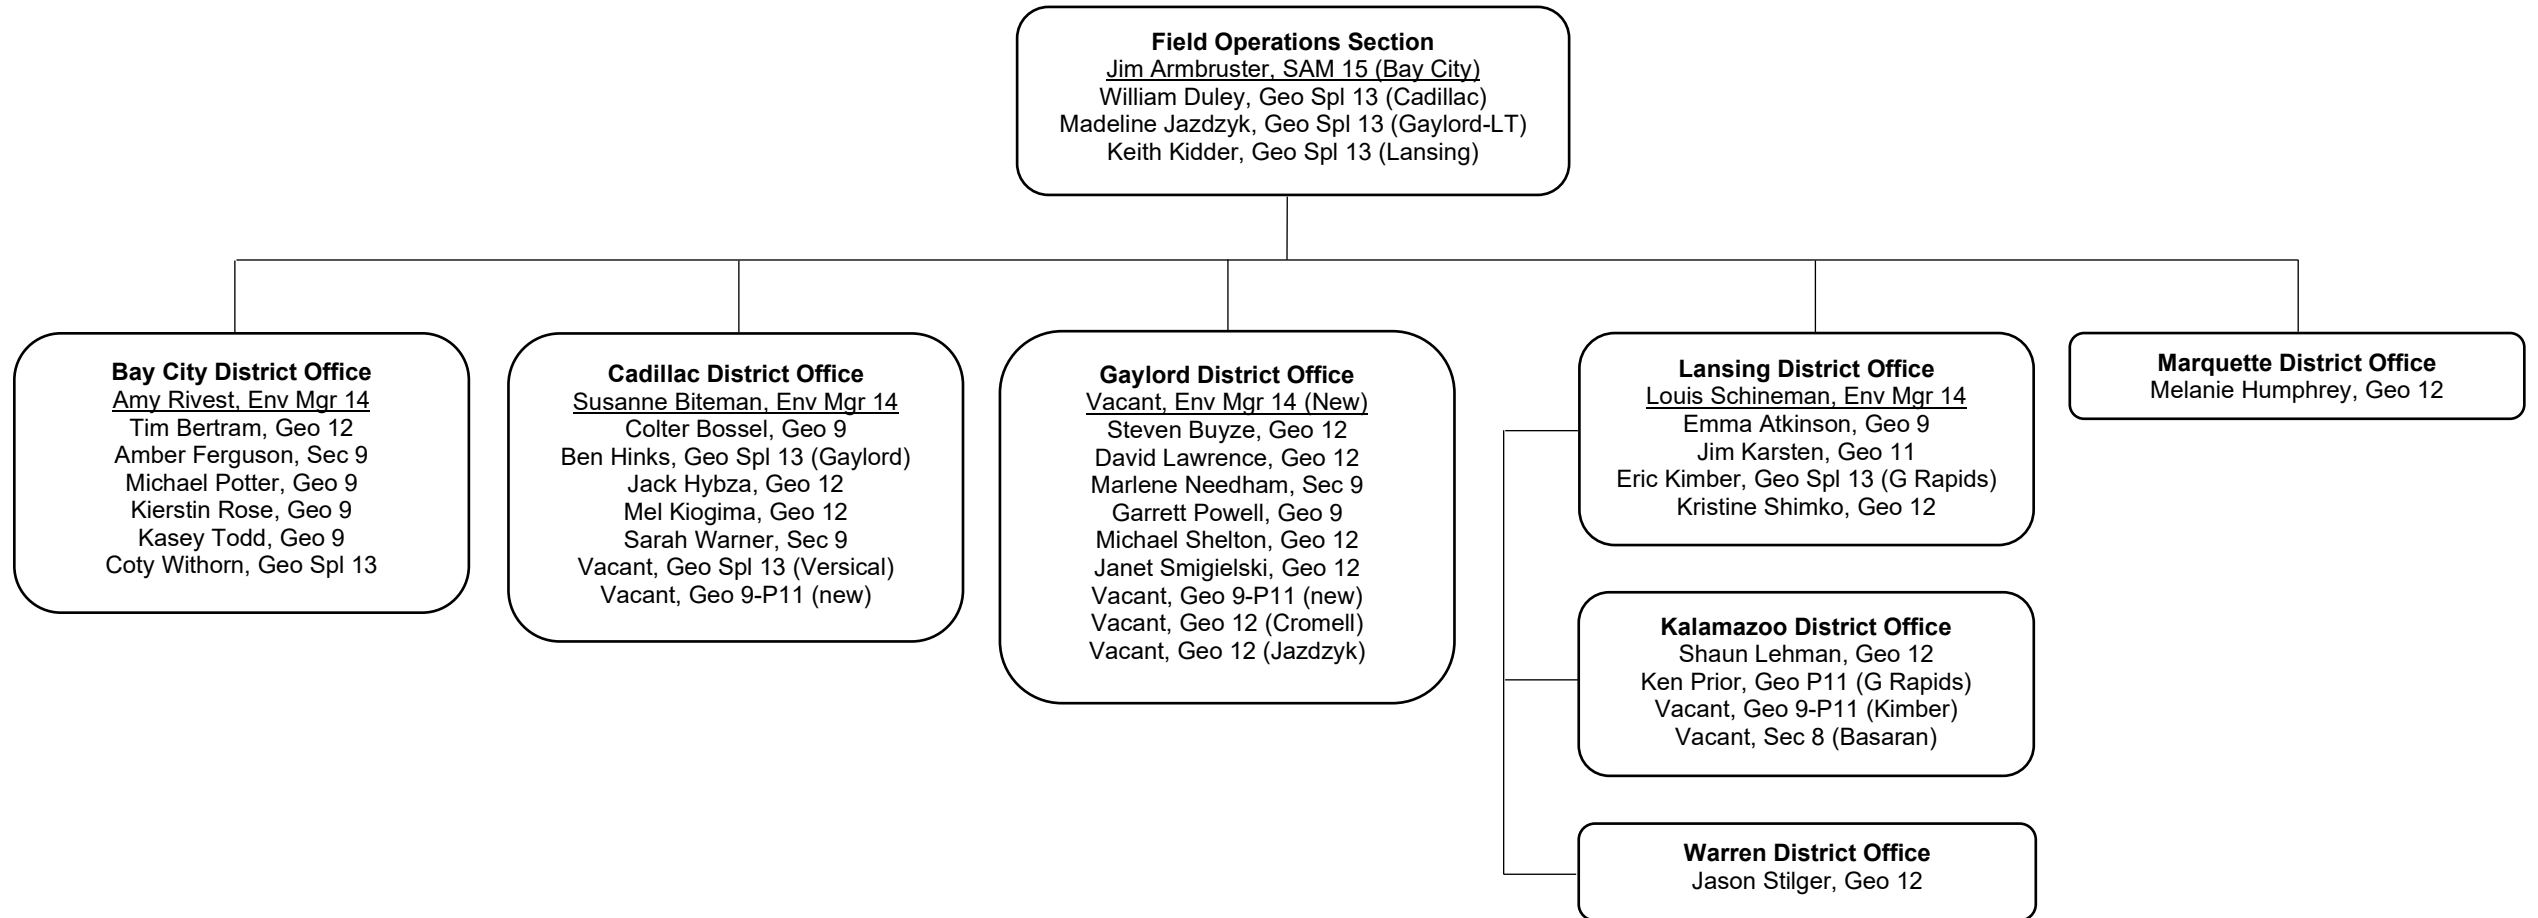 Field Operations Section
Jim Armbruster, SAM 15 (Bay City)
William Duley, Geo Spl 13 (Cadillac)
Madeline Jazdzyk, Geo Spl 13 (Gaylord-LT)
Keith Kidder, Geo Spl 13 (Lansing)
Bay City District Office
Amy Rivest, Env Mgr 14
Tim Bertram, Geo 12
Amber Ferguson, Sec 9
Michael Potter, Geo 9
Kierstin Rose, Geo 9
Kasey Todd, Geo 9
Coty Withorn, Geo Spl 13
Cadillac District Office
Susanne Biteman, Env Mgr 14
Colter Bossel, Geo 9
Ben Hinks, Geo Spl 13 (Gaylord)
Jack Hybza, Geo 12
Mel Kiogima, Geo 12
Sarah Warner, Sec 9
Vacant, Geo Spl 13 (Versical)
Vacant, Geo 9-P11 (new)
Gaylord District Office
Vacant, Env Mgr 14 (New)
Steven Buyze, Geo 12
David Lawrence, Geo 12
Marlene Needham, Sec 9
Garrett Powell, Geo 9
Michael Shelton, Geo 12
Janet Smigielski, Geo 12
Vacant, Geo 9-P11 (new)
Vacant, Geo 12 (Cromell)
Vacant, Geo 12 (Jazdzyk)
Lansing District Office
Louis Schineman, Env Mgr 14
Emma Atkinson, Geo 9
Jim Karsten, Geo 11
Eric Kimber, Geo Spl 13 (G Rapids)
Kristine Shimko, Geo 12
Kalamazoo District Office
Shaun Lehman, Geo 12
Ken Prior, Geo P11 (G Rapids)
Vacant, Geo 9-P11 (Kimber)
Vacant, Sec 8 (Basaran)
Warren District Office
Jason Stilger, Geo 12
Marquette District Office
Melanie Humphrey, Geo 12